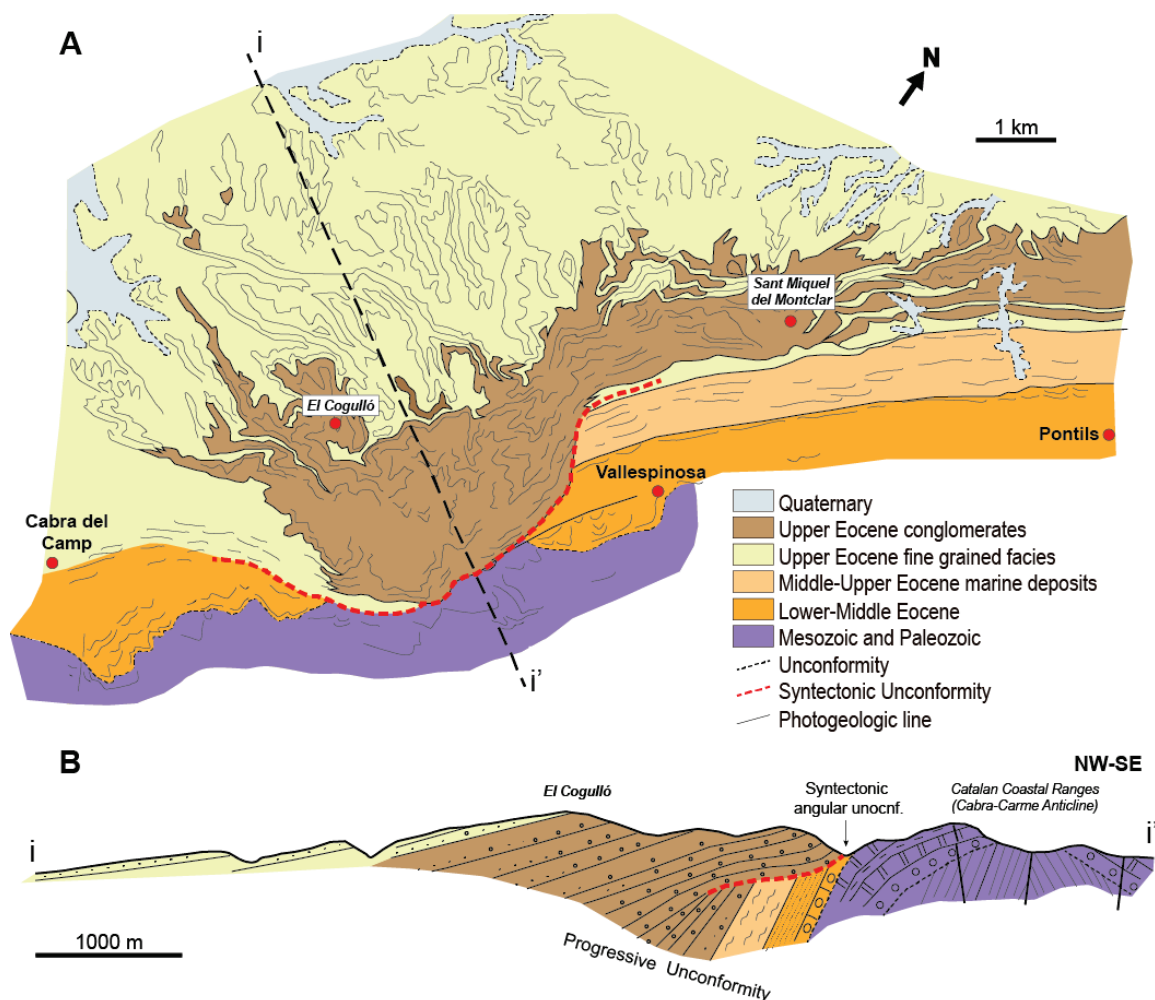 A
i
N
1 km
Sant Miquel
del Montclar
El Cogulló
Pontils
Vallespinosa
Cabra del
Camp
i'
Quaternary
Upper Eocene conglomerates
Upper Eocene fine grained facies
Middle-Upper Eocene marine deposits
Lower-Middle Eocene
Mesozoic and Paleozoic
Unconformity
Syntectonic Unconformity
Photogeologic line
B
NW-SE
El Cogulló
Syntectonic
angular unocnf.
Catalan Coastal Ranges
(Cabra-Carme Anticline)
i
i'
1000 m
Progressive Unconformity